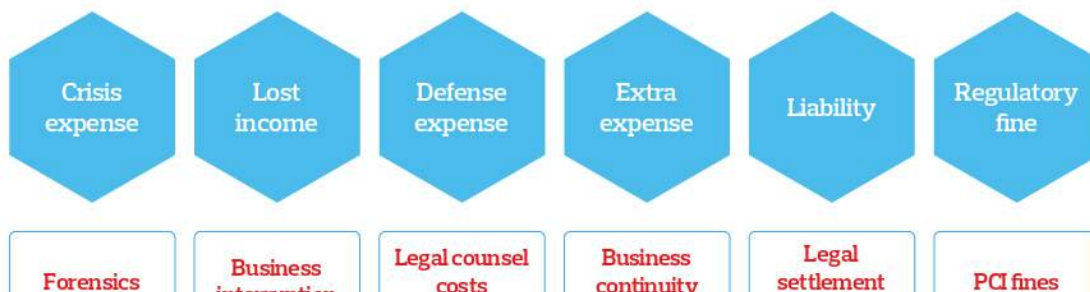 Crisis
expense
Lost
income
Defense
expense
Extra
expense
Liability
Regulatory
fine
Forensics
Business
interruption
Legal counsel
costs
Business
continuity
Legal
settlement
PCI fines